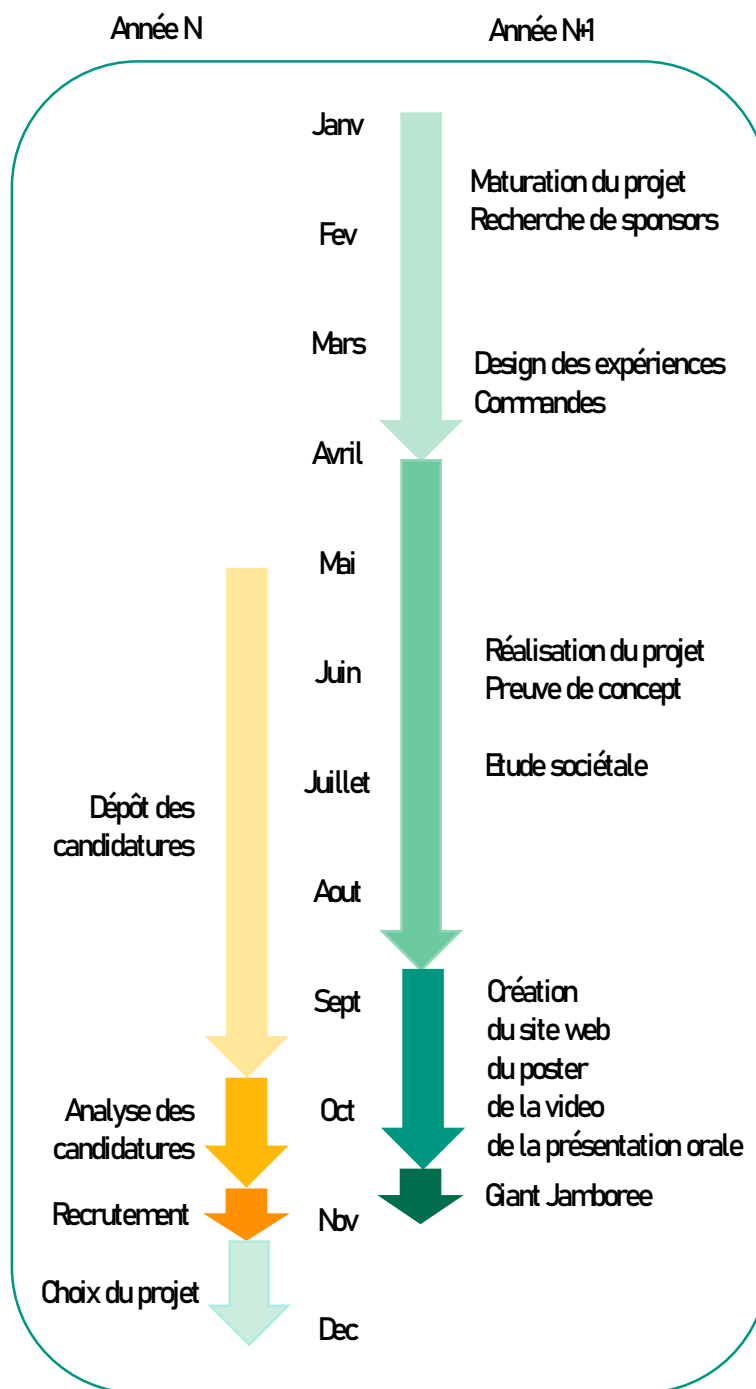 Année N
Année N+1
Janv
Fev
Mars
Avril
Mai
Juin
Juillet
Aout
Sept
Oct
Nov
Dec
Dépôt des
candidatures
Analyse des
candidatures
Recrutement
Choix du projet
Maturation du projet
Recherche de sponsors
Design des expériences
Commandes
Réalisation du projet
Preuve de concept
Etude sociétale
Création
du site web
du poster
de la video
de la présentation orale
Giant Jamboree